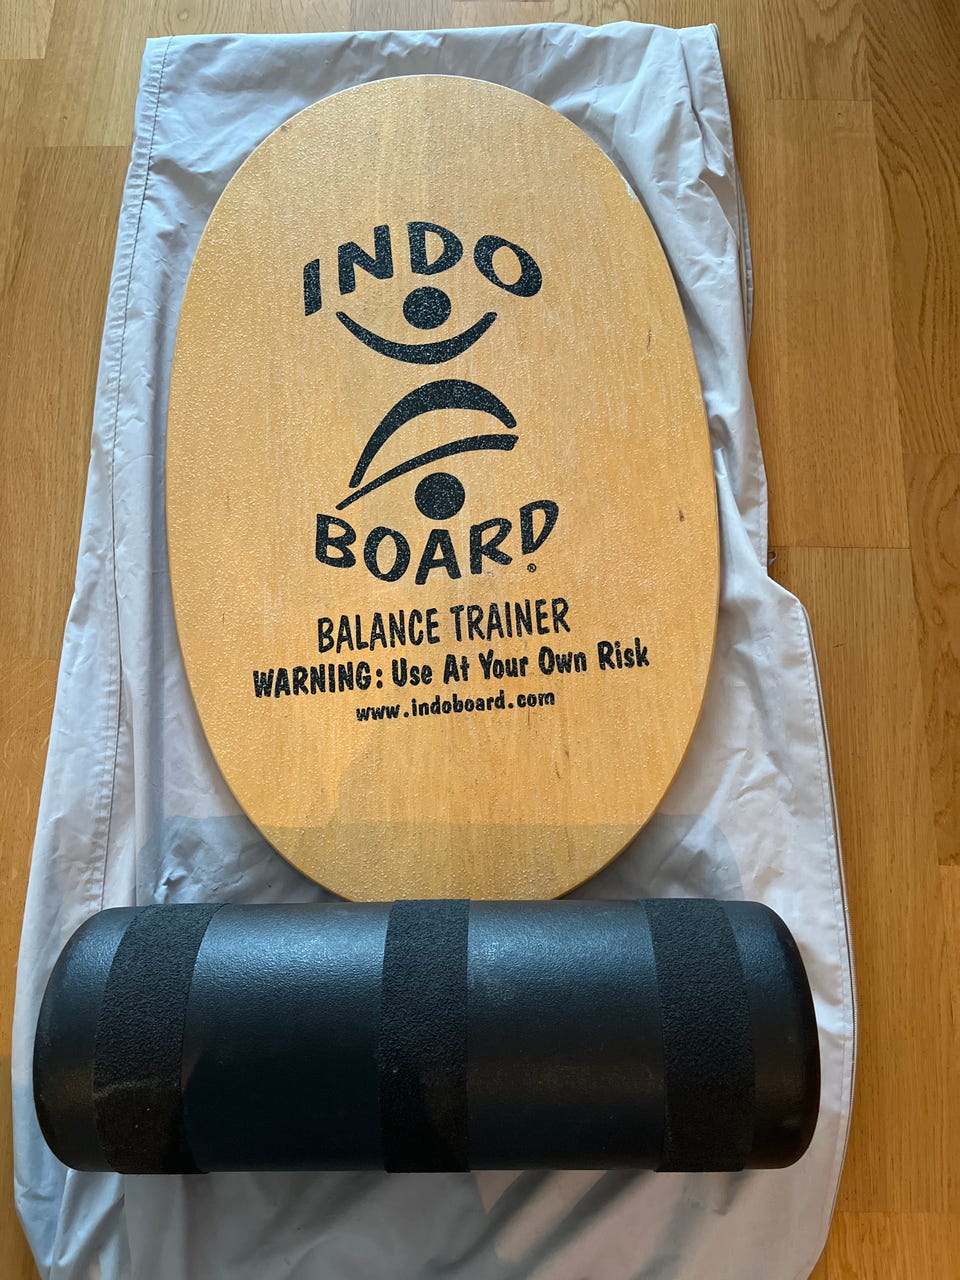 INDO
BOARD®
BALANCE TRAINER
WARNING: Use At Your Own Risk
www.indoboard.com